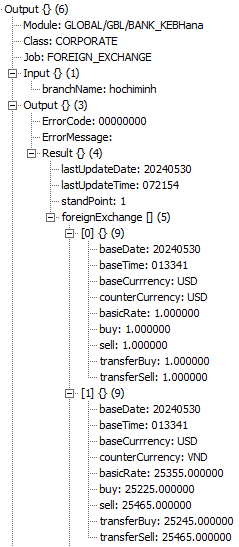 Output {} (6)
Module: GLOBAL/GBL/BANK_KEBHana
Class: CORPORATE
Job: FOREIGN_EXCHANGE
Input {} (1)
branchName: hochiminh
Output {} (3)
ErrorCode: 00000000
ErrorMessage:
Result {} (4)
lastUpdateDate: 20240530
lastUpdateTime: 072154
standPoint: 1
foreignExchange [] (5)
[0] {} (9)
baseDate: 20240530
baseTime: 013341
baseCurrrency: USD
counterCurrency: USD
basicRate: 1.000000
buy: 1.000000
sell: 1.000000
transferBuy: 1.000000
transferSell: 1.000000
[1] {} (9)
baseDate: 20240530
baseTime: 013341
baseCurrrency: USD
counterCurrency: VND
basicRate: 25355.000000
buy: 25225.000000
sell: 25465.000000
transferBuy: 25245.000000
transferSell: 25465.000000